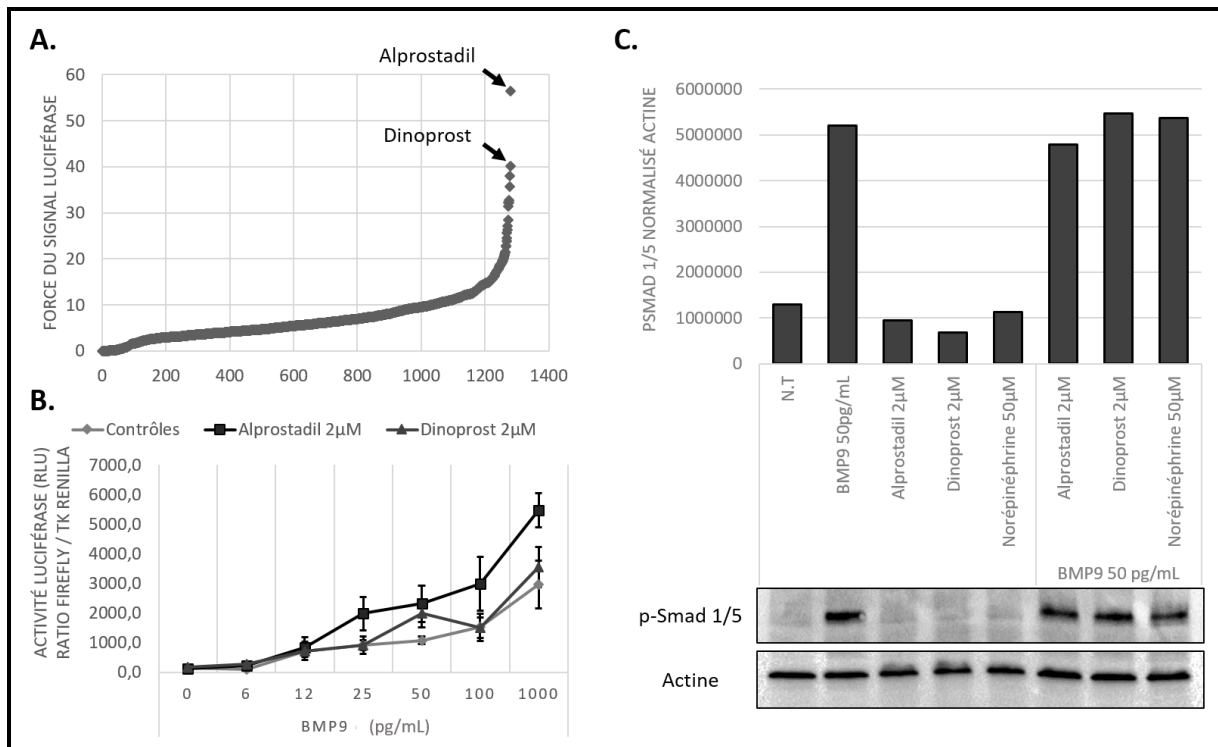 A.
Alprostadil
Dinoprost
FORCE DU SIGNAL LUCIFÉRASE
60
50
40
30
20
10
0
0 200 400 600 800 1000 1200 1400
B.
Contrôles Alprostadil 2µM Dinoprost 2µM
ACTIVITÉ LUCIFÉRASE (RLU)
RATIO FIREFLY / TK RENILLA
7000,0
6000,0
5000,0
4000,0
3000,0
2000,0
1000,0
0,0
0 6 12 25 50 100 1000
BMP9 (pg/mL)
C.
PSMAD 1/5 NORMALISÉ ACTINE
6000000
5000000
4000000
3000000
2000000
1000000
0
N.T
BMP9 50pg/mL
Alprostadil 2µM
Dinoprost 2µM
Norépinéphrine 50µM
Alprostadil 2µM
Dinoprost 2µM
Norépinéphrine 50µM
BMP9 50 pg/mL
p-Smad 1/5
Actine